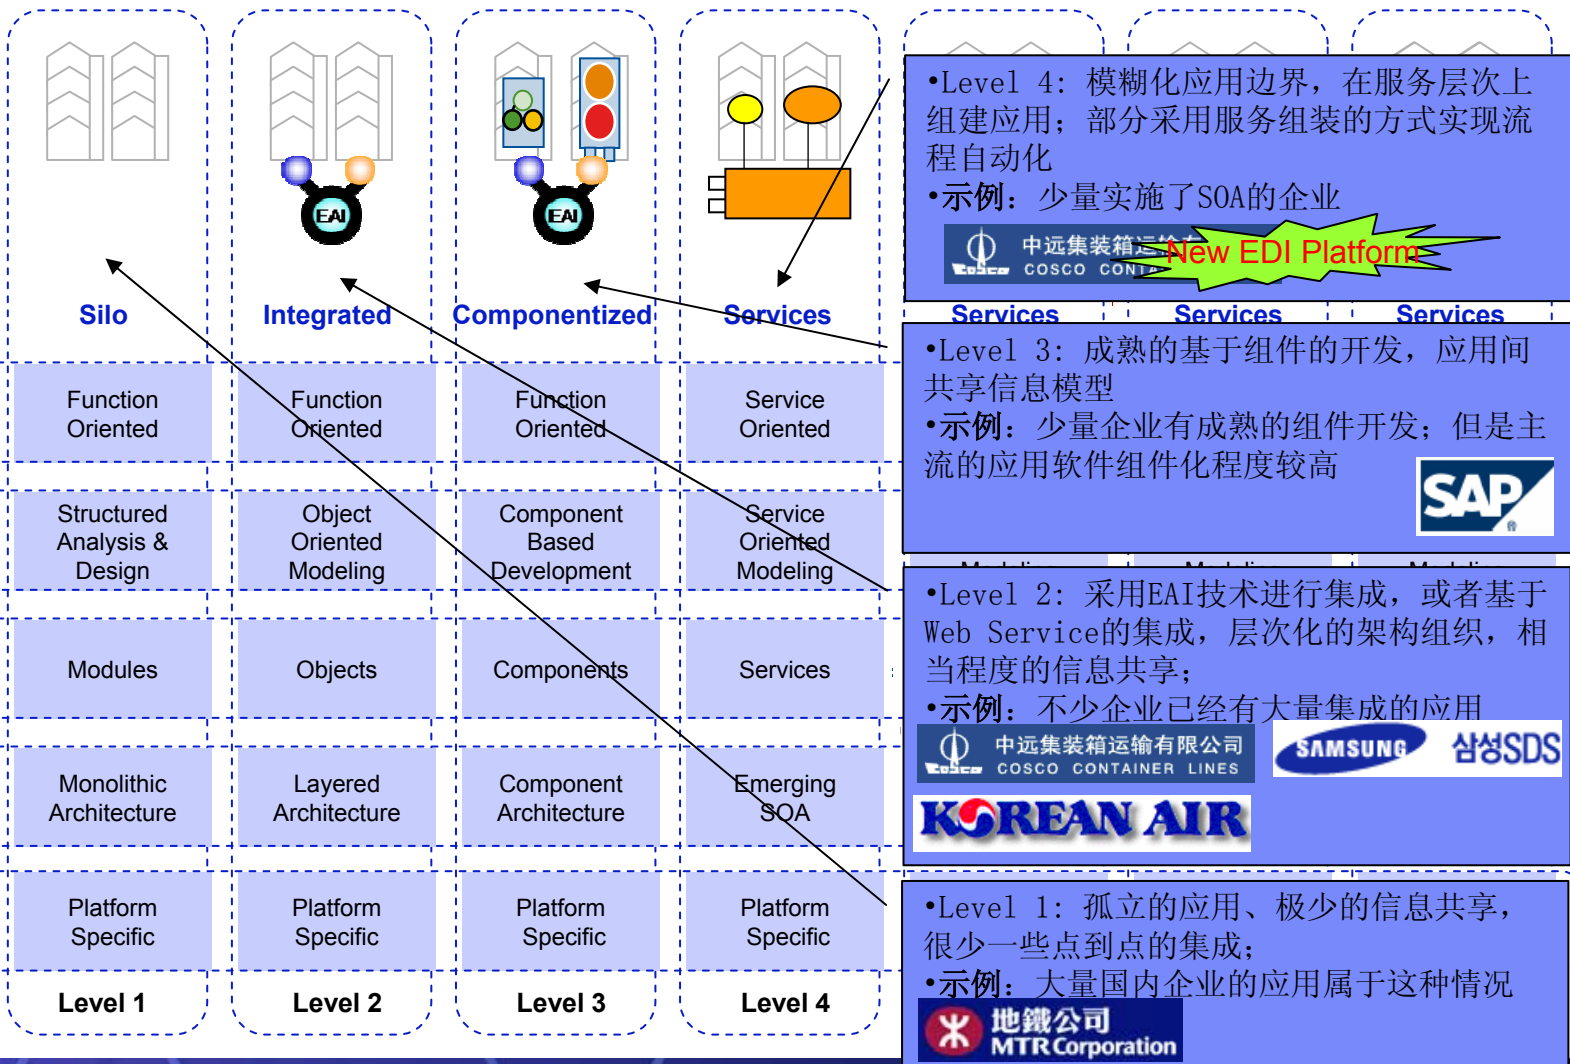 EAI
EAI
Silo
Integrated
Componentized
Services
Services
Services
Services
Function
Oriented
Function
Oriented
Function
Oriented
Service
Oriented
Structured
Analysis &
Design
Object
Oriented
Modeling
Component
Based
Development
Service
Oriented
Modeling
Modules
Objects
Components
Services
Monolithic
Architecture
Layered
Architecture
Component
Architecture
Emerging
SOA
Platform
Specific
Platform
Specific
Platform
Specific
Platform
Specific
Level 1
Level 2
Level 3
Level 4
•Level 4: 模糊化应用边界，在服务层次上
组建应用；部分采用服务组装的方式实现流
程自动化
•示例：少量实施了SOA的企业
中远集装箱运输有
COSCO CONTA
New EDI Platform
•Level 3: 成熟的基于组件的开发，应用间
共享信息模型
•示例：少量企业有成熟的组件开发；但是主
流的应用软件组件化程度较高
SAP
•Level 2: 采用EAI技术进行集成，或者基于
Web Service的集成，层次化的架构组织，相
当程度的信息共享；
•示例：不少企业已经有大量集成的应用
中远集装箱运输有限公司
COSCO CONTAINER LINES
SAMSUNG 삼성SDS
KOREAN AIR
•Level 1: 孤立的应用、极少的信息共享，
很少一些点到点的集成；
•示例：大量国内企业的应用属于这种情况
地鐵公司
MTR Corporation